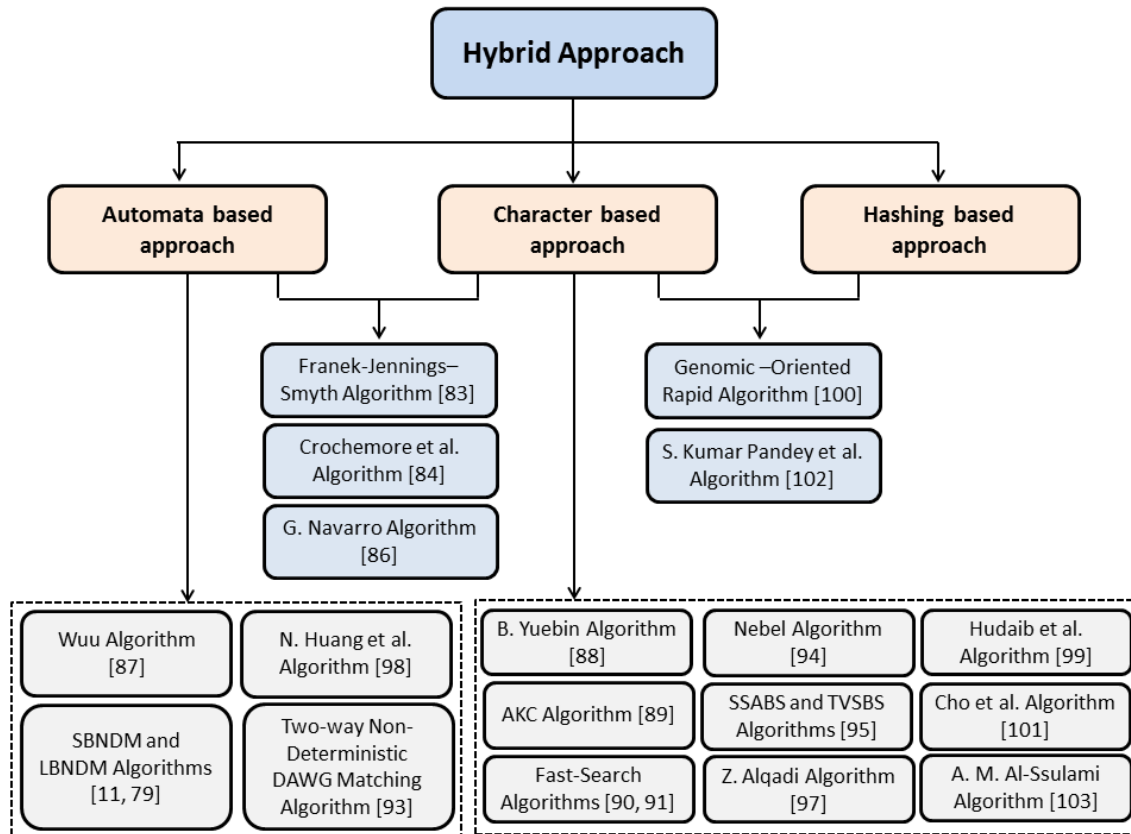 Hybrid Approach
Automata based
approach
Character based
approach
Hashing based
approach
Franek-Jennings–
Smyth Algorithm [83]
Crochemore et al.
Algorithm [84]
G. Navarro Algorithm
[86]
Genomic –Oriented
Rapid Algorithm [100]
S. Kumar Pandey et al.
Algorithm [102]
Wuu Algorithm
[87]
N. Huang et al.
Algorithm [98]
SBNDM and
LBNDM Algorithms
[11, 79]
Two-way Non-
Deterministic
DAWG Matching
Algorithm [93]
B. Yuebin Algorithm
[88]
Nebel Algorithm
[94]
Hudaib et al.
Algorithm [99]
AKC Algorithm [89]
SSABS and TVSBS
Algorithms [95]
Cho et al. Algorithm
[101]
Fast-Search
Algorithms [90, 91]
Z. Alqadi Algorithm
[97]
A. M. Al-Ssulami
Algorithm [103]